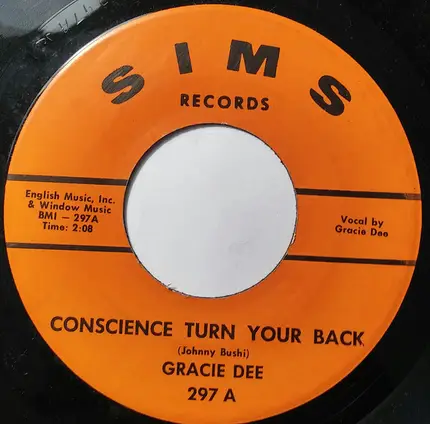 SIMS
RECORDS
English Music, Inc.
& Window Music
BMI — 297A
Time: 2:08
Vocal by
Gracie Dee
CONSCIENCE TURN YOUR BACK
(Johnny Bushi)
GRACIE DEE
297 A